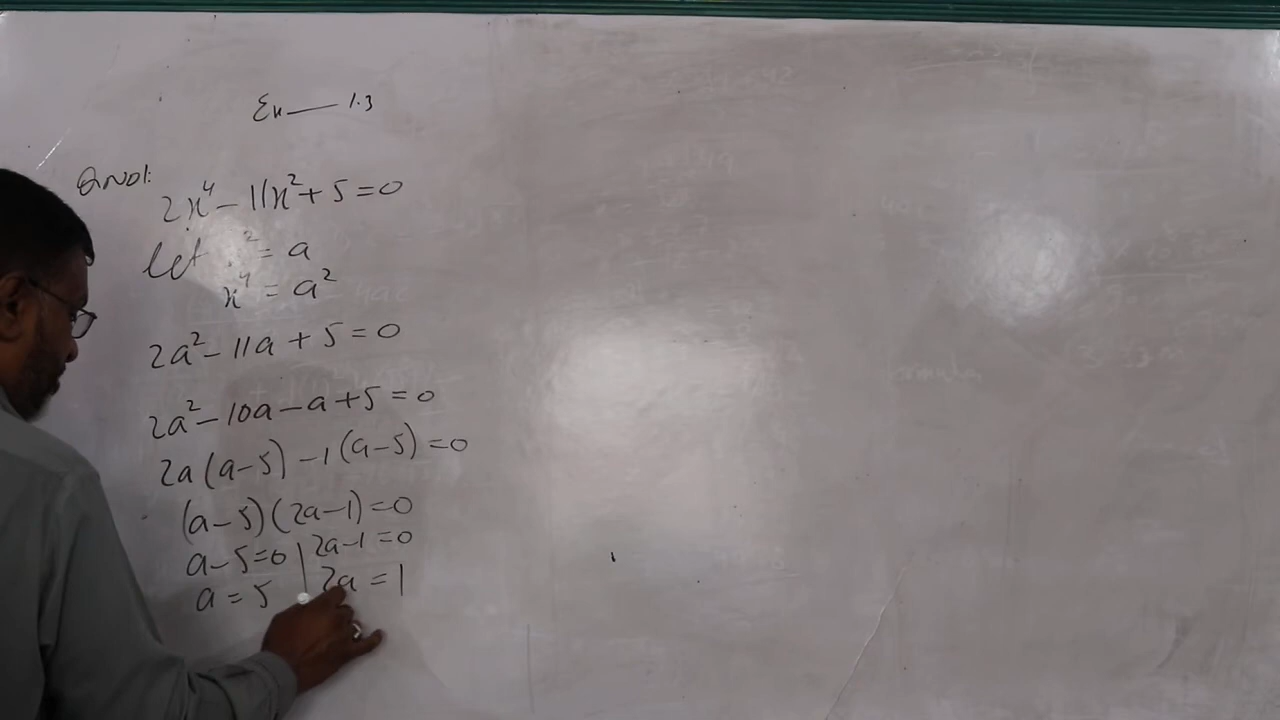 Ex — 1.3
Q No1:
2x⁴ - 11x² + 5 = 0
let x² = a
x⁴ = a²
2a² - 11a + 5 = 0
2a² - 10a - a + 5 = 0
2a(a-5) - 1(a-5) = 0
(a-5)(2a-1) = 0
a-5=0 | 2a-1=0
a = 5 | 2a = 1